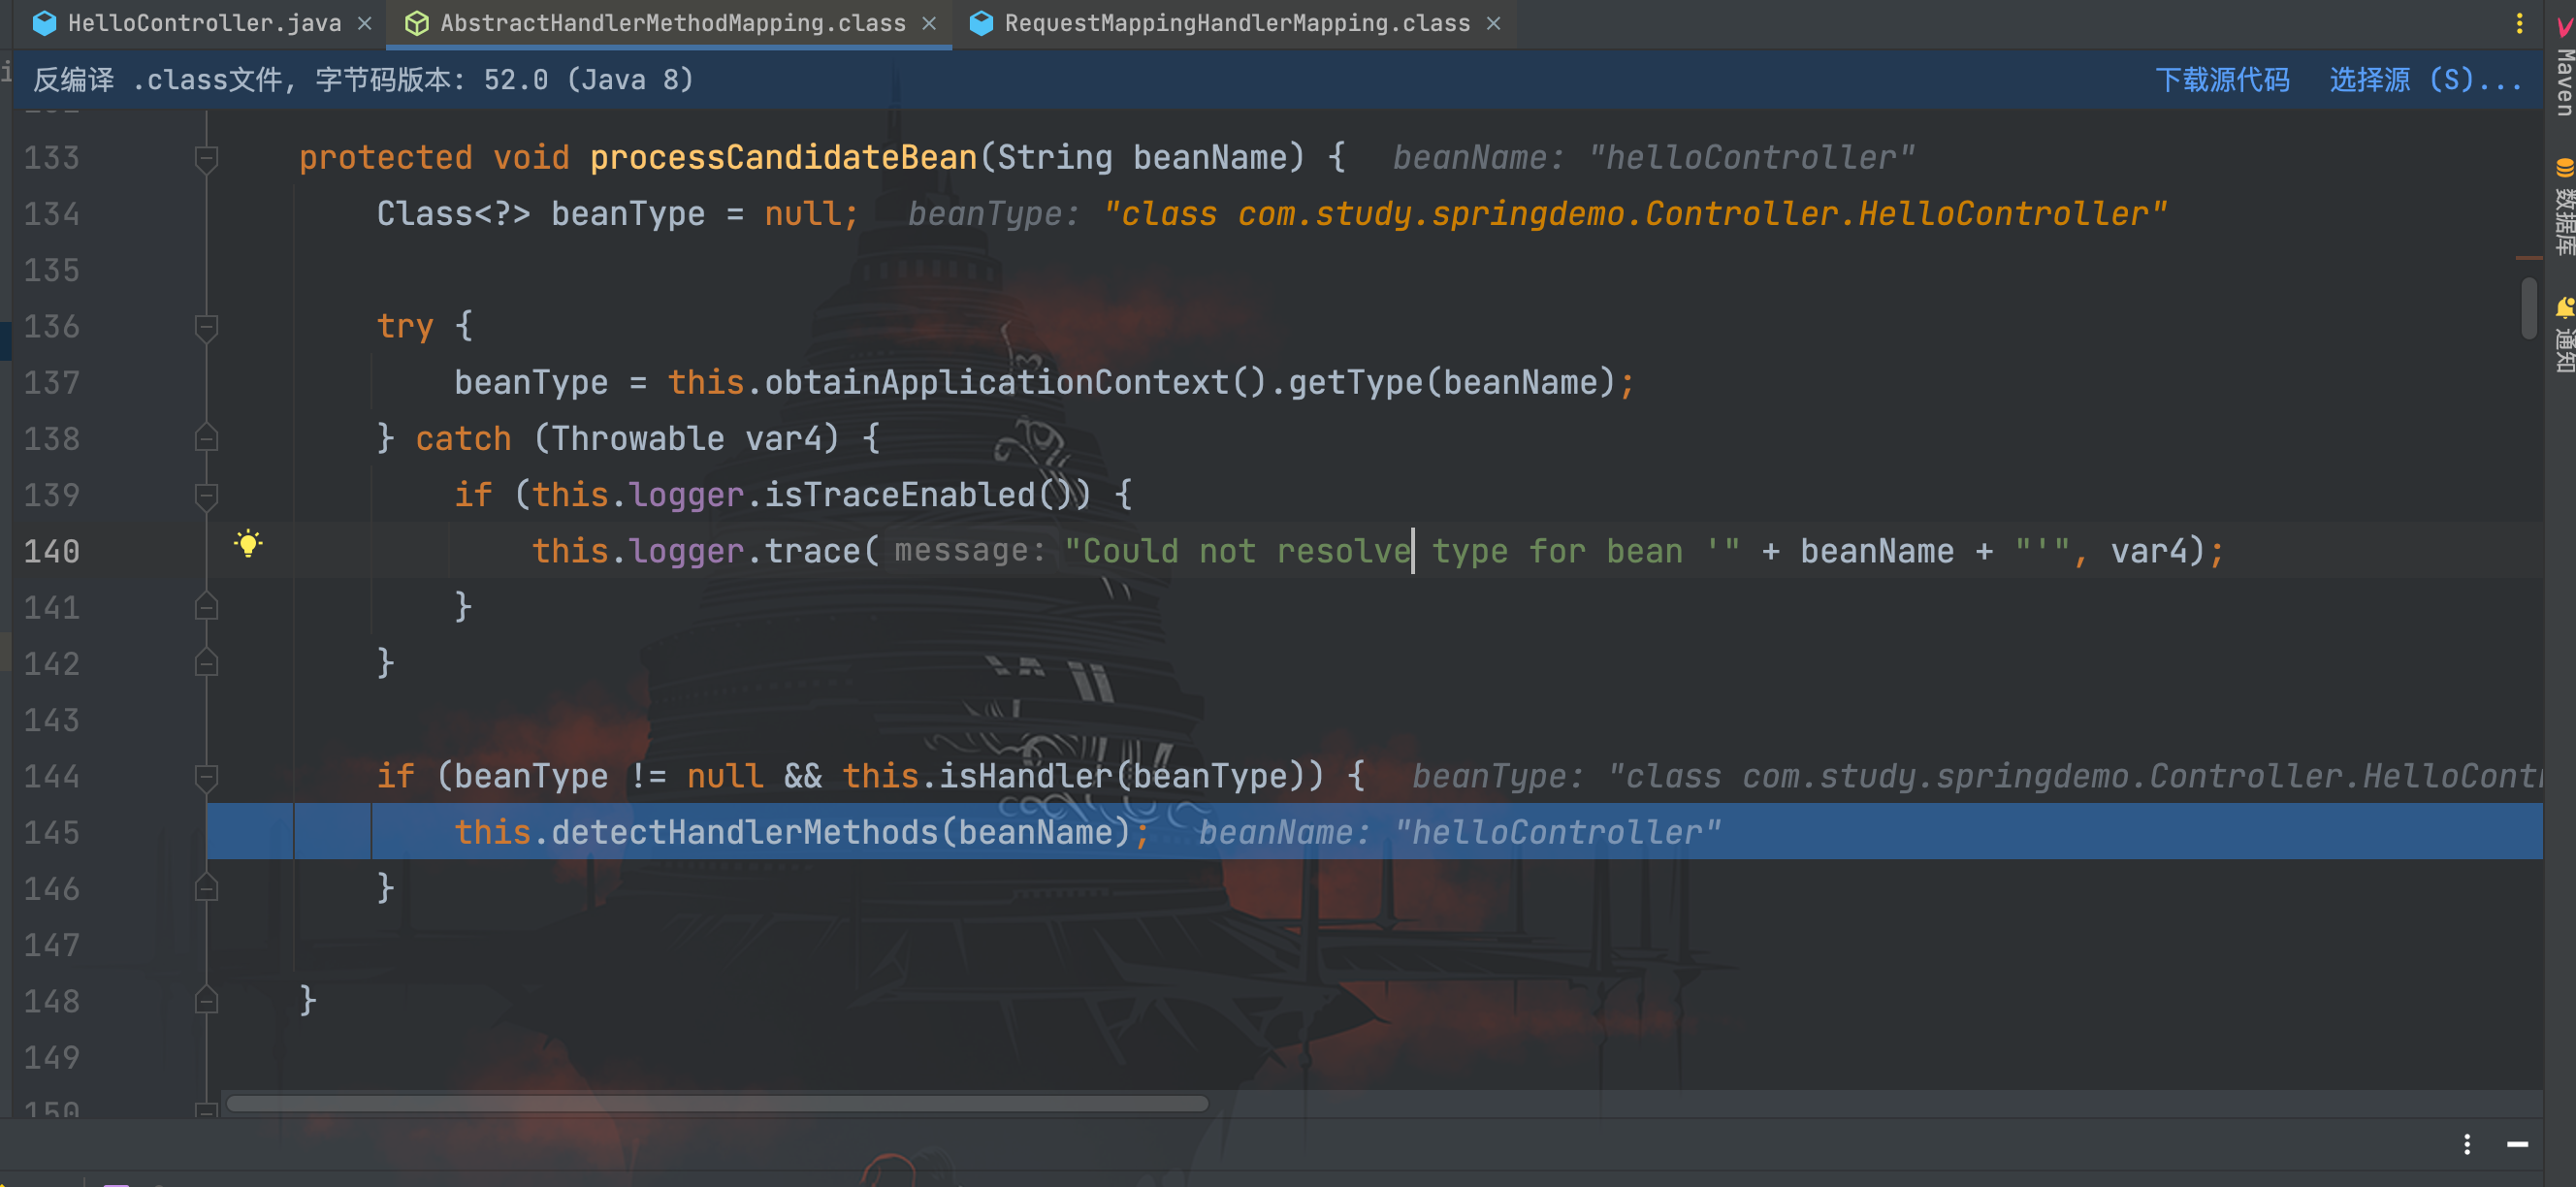 HelloController.java AbstractHandlerMethodMapping.class RequestMappingHandlerMapping.class
反编译 .class文件, 字节码版本: 52.0 (Java 8) 下载源代码 选择源 (S)...
133 protected void processCandidateBean(String beanName) { beanName: "helloController"
134 Class<?> beanType = null; beanType: "class com.study.springdemo.Controller.HelloController"
135
136 try {
137 beanType = this.obtainApplicationContext().getType(beanName);
138 } catch (Throwable var4) {
139 if (this.logger.isTraceEnabled()) {
140 this.logger.trace( message: "Could not resolve type for bean '" + beanName + "'", var4);
141 }
142 }
143
144 if (beanType != null && this.isHandler(beanType)) { beanType: "class com.study.springdemo.Controller.HelloContr
145 this.detectHandlerMethods(beanName); beanName: "helloController"
146 }
147
148 }
149
150
Maven
数据库
通知